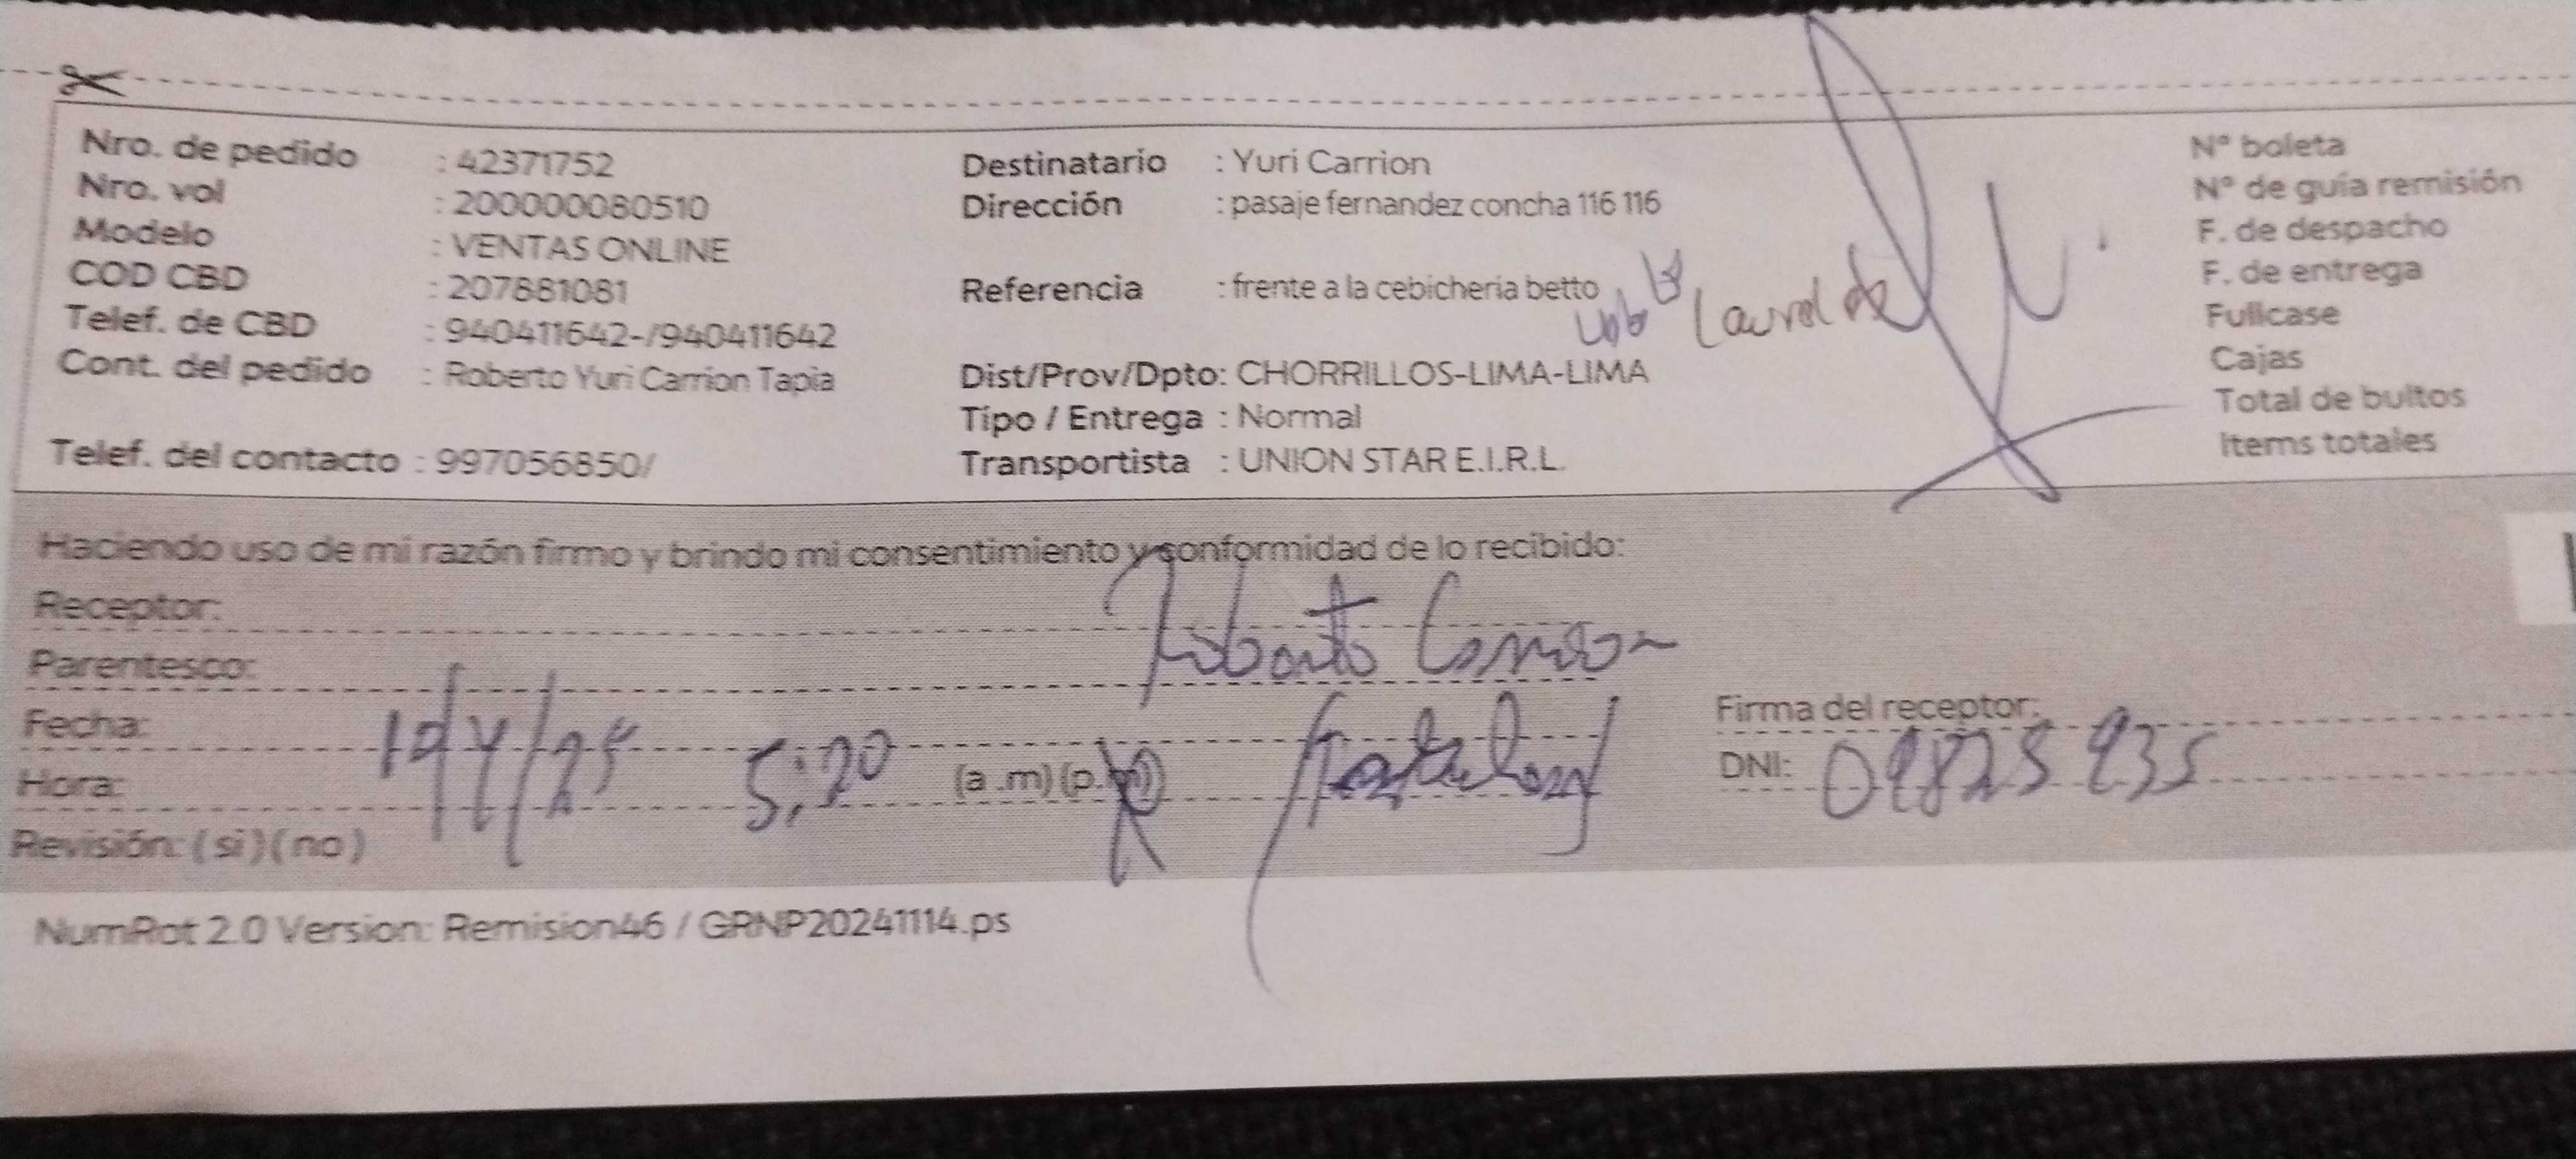 Nro. de pedido : 42371752
Nro. vol : 200000080510
Modelo : VENTAS ONLINE
COD CBD : 207881081
Telef. de CBD : 940411642-/940411642
Cont. del pedido : Roberto Yuri Carrion Tapia
Telef. del contacto : 997056850/
Destinatario : Yuri Carrion
Dirección : pasaje fernandez concha 116 116
Referencia : frente a la cebicheria betto
Laurel de
Dist/Prov/Dpto: CHORRILLOS-LIMA-LIMA
Tipo / Entrega : Normal
Transportista : UNION STAR E.I.R.L.
N° boleta
N° de guía remisión
F. de despacho
F. de entrega
Fullcase
Cajas
Total de bultos
Items totales
Haciendo uso de mi razón firmo y brindo mi consentimiento y conformidad de lo recibido:
Receptor: Roberto Carrion
Parentesco:
Fecha:
Hora: 5:20 (a.m) (p.m)
Revisión: (si) (no)
Firma del receptor:
DNI: 09825935
NumRot 2.0 Version: Remision46 / GRNP20241114.ps